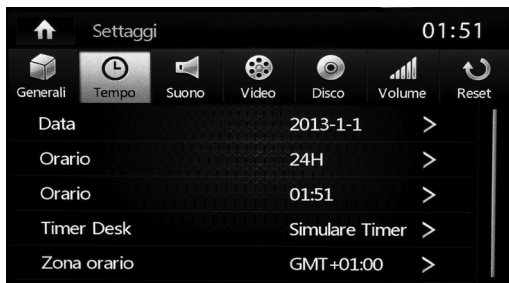 Settaggi 01:51
Generali Tempo Suono Video Disco Volume Reset
Data 2013-1-1 >
Orario 24H >
Orario 01:51 >
Timer Desk Simulare Timer >
Zona orario GMT+01:00 >